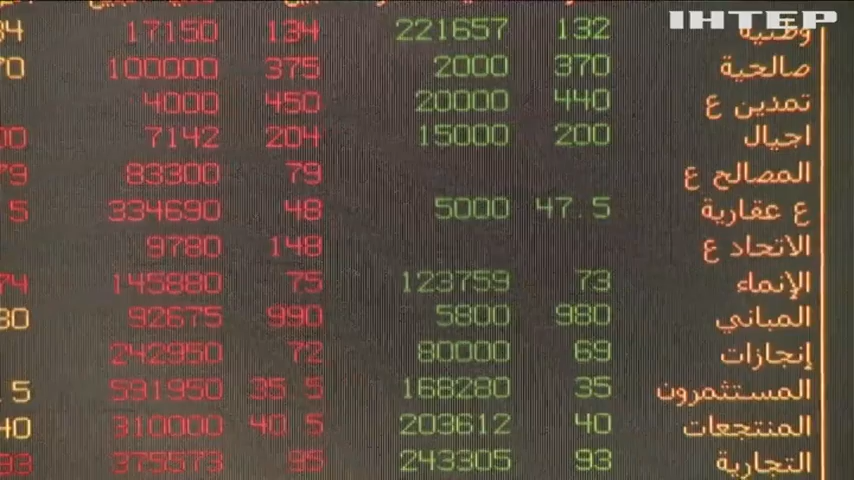 ІНТЕР
وطنية 132 221657 134 17150 34
صالحية 370 2000 375 100000 70
تمدين ع 440 20000 450 4000
اجيال 200 15000 204 7142 00
المصالح ع 79 83300 79
ع عقارية 47.5 5000 48 334690 5
الاتحاد ع 148 9780
الإنماء 73 123759 75 145880 74
المباني 980 5800 990 92675 80
إنجازات 69 80000 72 242950
المستثمرون 35 168280 35.5 591950 .5
المنتجعات 40 203612 40.5 310000 40
التجارية 93 243305 95 375573 93